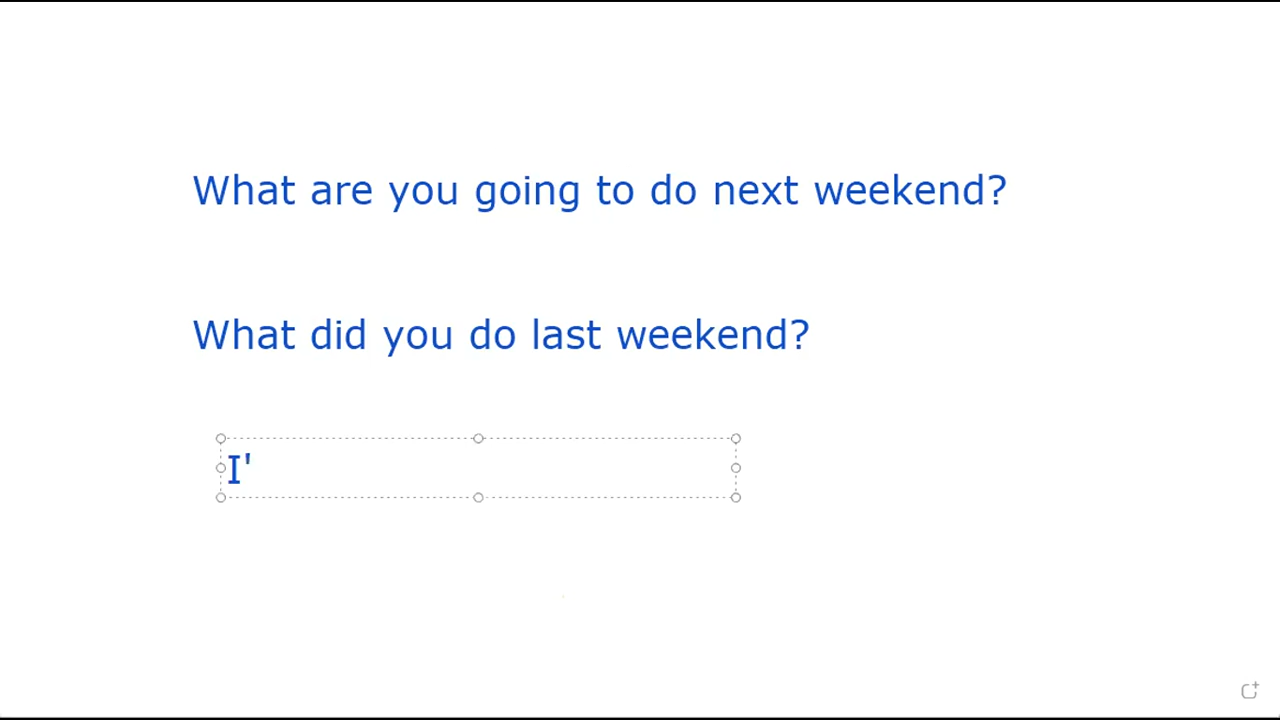 What are you going to do next weekend?
What did you do last weekend?
I'